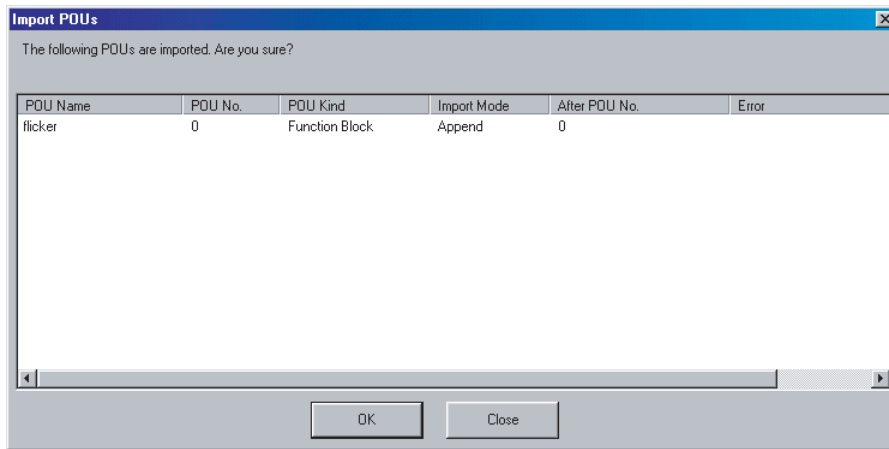 Import POUs
The following POUs are imported. Are you sure?
POU Name POU No. POU Kind Import Mode After POU No. Error
flicker 0 Function Block Append 0
OK Close